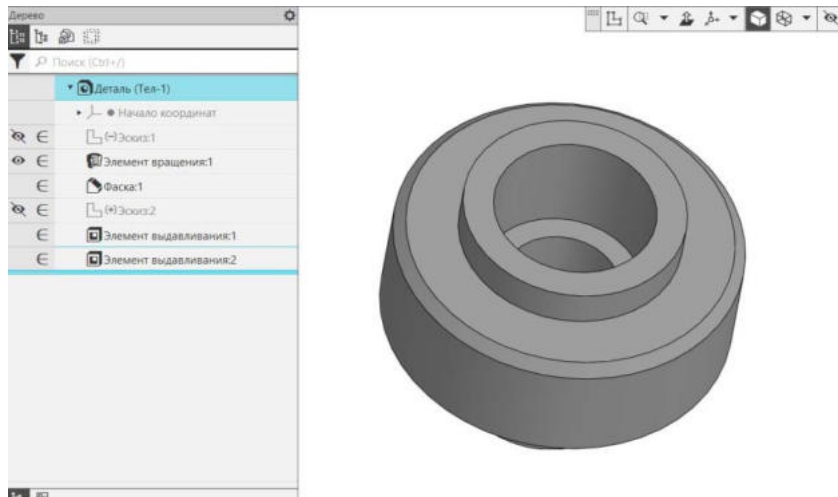 Дерево
Поиск (Ctrl+/)
Деталь (Тел-1)
Начало координат
(-)Эскиз:1
Элемент вращения:1
Фаска:1
(+)Эскиз:2
Элемент выдавливания:1
Элемент выдавливания:2